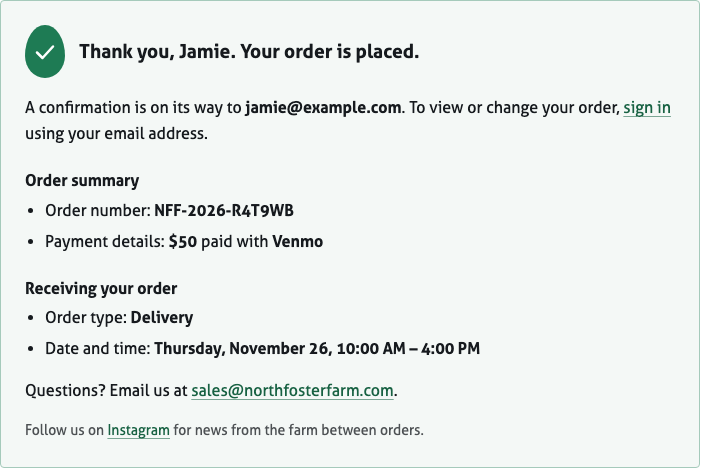 Thank you, Jamie. Your order is placed.
A confirmation is on its way to jamie@example.com. To view or change your order, sign in
using your email address.
Order summary
• Order number: NFF-2026-R4T9WB
• Payment details: $50 paid with Venmo
Receiving your order
• Order type: Delivery
• Date and time: Thursday, November 26, 10:00 AM – 4:00 PM
Questions? Email us at sales@northfosterfarm.com.
Follow us on Instagram for news from the farm between orders.